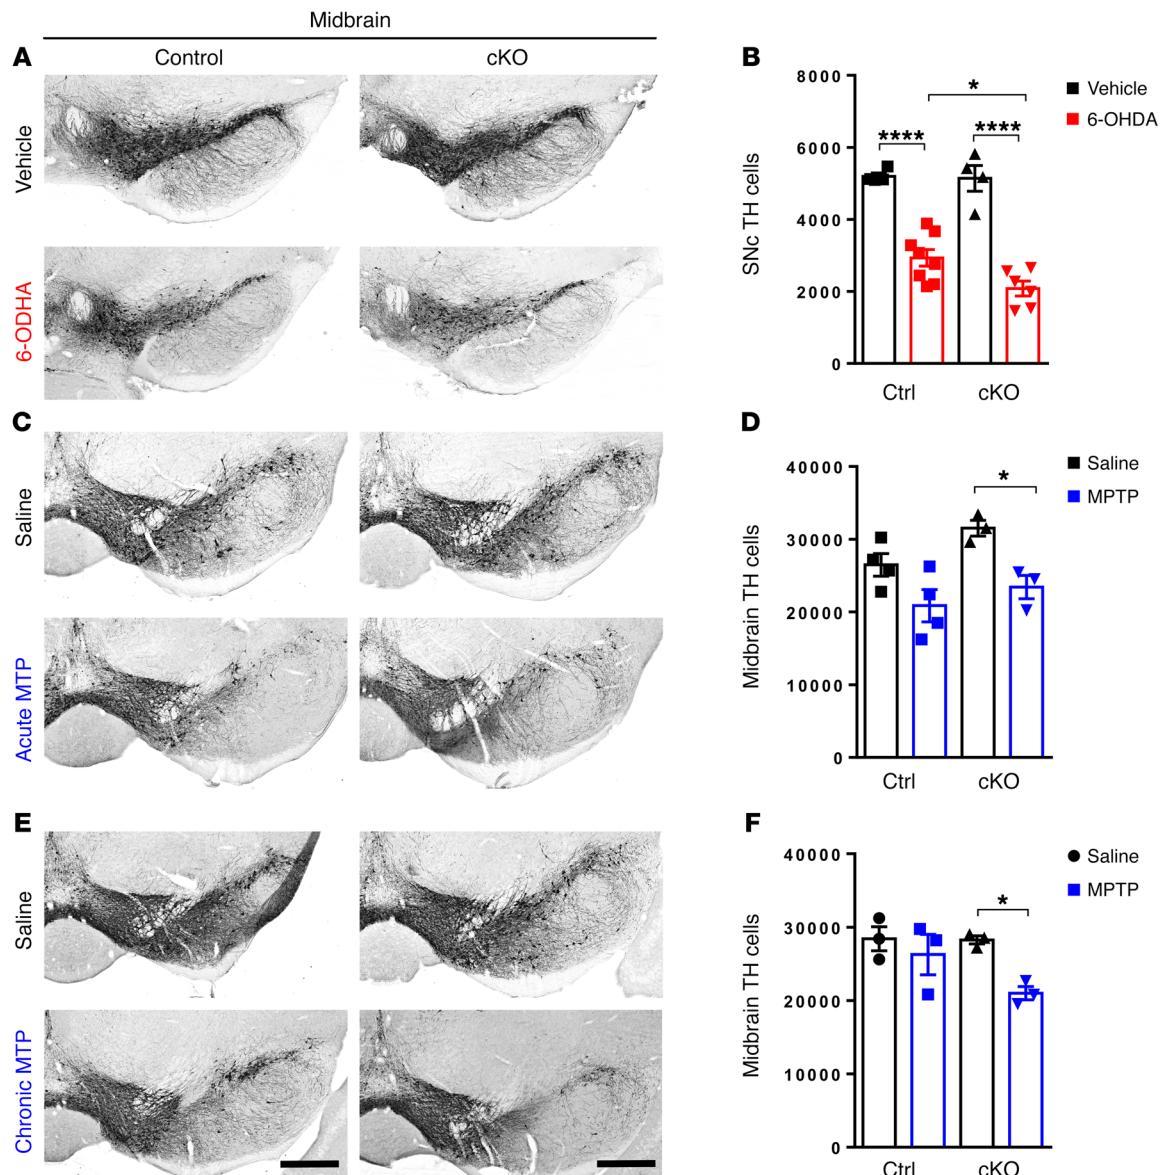 Midbrain
Control cKO
A
Vehicle
6-ODHA
B
8000
6000
4000
2000
0
SNc TH cells
****
****
*
Vehicle
6-OHDA
Ctrl cKO
C
Saline
Acute MTP
D
40000
30000
20000
10000
0
Midbrain TH cells
*
Saline
MPTP
Ctrl cKO
E
Saline
Chronic MTP
F
40000
30000
20000
10000
0
Midbrain TH cells
*
Saline
MPTP
Ctrl cKO